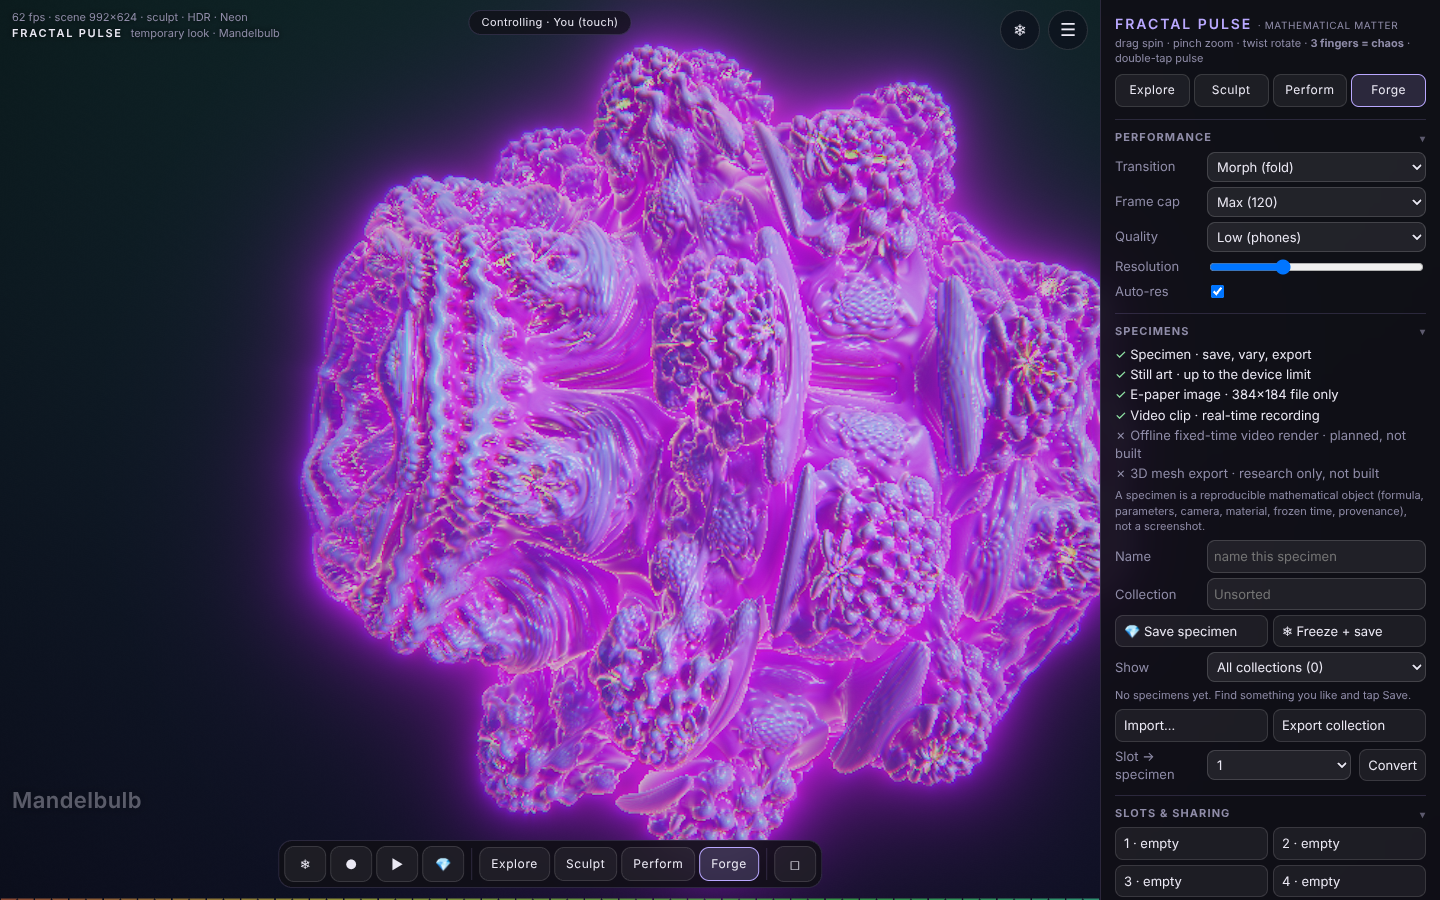 62 fps · scene 992×624 · sculpt · HDR · Neon
FRACTAL PULSE temporary look · Mandelbulb
Controlling · You (touch)
❄ ☰
Mandelbulb
❄ ● ▶ 💎 Explore Sculpt Perform Forge □
FRACTAL PULSE · MATHEMATICAL MATTER
drag spin · pinch zoom · twist rotate · 3 fingers = chaos ·
double-tap pulse
Explore Sculpt Perform Forge
PERFORMANCE ▾
Transition Morph (fold)
Frame cap Max (120)
Quality Low (phones)
Resolution
Auto-res
SPECIMENS ▾
✓ Specimen · save, vary, export
✓ Still art · up to the device limit
✓ E-paper image · 384×184 file only
✓ Video clip · real-time recording
✕ Offline fixed-time video render · planned, not
built
✕ 3D mesh export · research only, not built
A specimen is a reproducible mathematical object (formula,
parameters, camera, material, frozen time, provenance),
not a screenshot.
Name name this specimen
Collection Unsorted
💎 Save specimen ❄ Freeze + save
Show All collections (0)
No specimens yet. Find something you like and tap Save.
Import… Export collection
Slot →
specimen 1 Convert
SLOTS & SHARING ▾
1 · empty 2 · empty
3 · empty 4 · empty